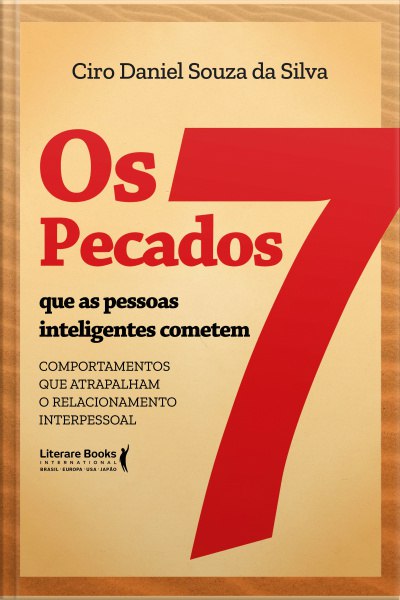 Ciro Daniel Souza da Silva
Os 7
Pecados
que as pessoas
inteligentes cometem
COMPORTAMENTOS
QUE ATRAPALHAM
O RELACIONAMENTO
INTERPESSOAL
Literare Books
INTERNATIONAL
BRASIL · EUROPA · USA · JAPÃO